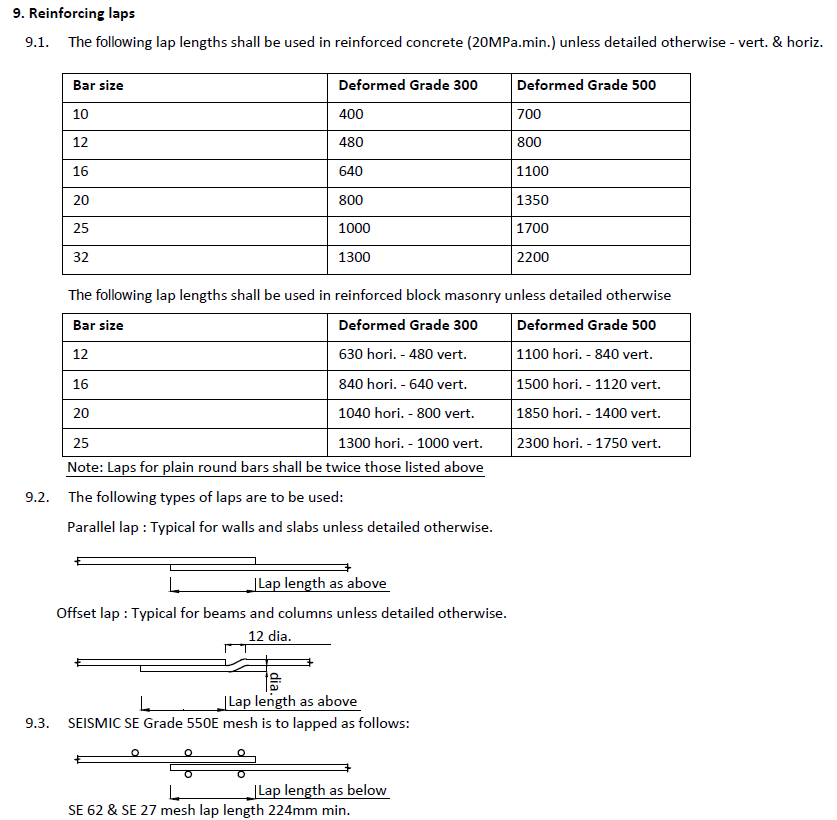 9. Reinforcing laps
9.1. The following lap lengths shall be used in reinforced concrete (20MPa.min.) unless detailed otherwise - vert. & horiz.
Bar size Deformed Grade 300 Deformed Grade 500
10 400 700
12 480 800
16 640 1100
20 800 1350
25 1000 1700
32 1300 2200
The following lap lengths shall be used in reinforced block masonry unless detailed otherwise
Bar size Deformed Grade 300 Deformed Grade 500
12 630 hori. - 480 vert. 1100 hori. - 840 vert.
16 840 hori. - 640 vert. 1500 hori. - 1120 vert.
20 1040 hori. - 800 vert. 1850 hori. - 1400 vert.
25 1300 hori. - 1000 vert. 2300 hori. - 1750 vert.
Note: Laps for plain round bars shall be twice those listed above
9.2. The following types of laps are to be used:
Parallel lap : Typical for walls and slabs unless detailed otherwise.
Lap length as above
Offset lap : Typical for beams and columns unless detailed otherwise.
12 dia.
dia.
Lap length as above
9.3. SEISMIC SE Grade 550E mesh is to lapped as follows:
Lap length as below
SE 62 & SE 27 mesh lap length 224mm min.